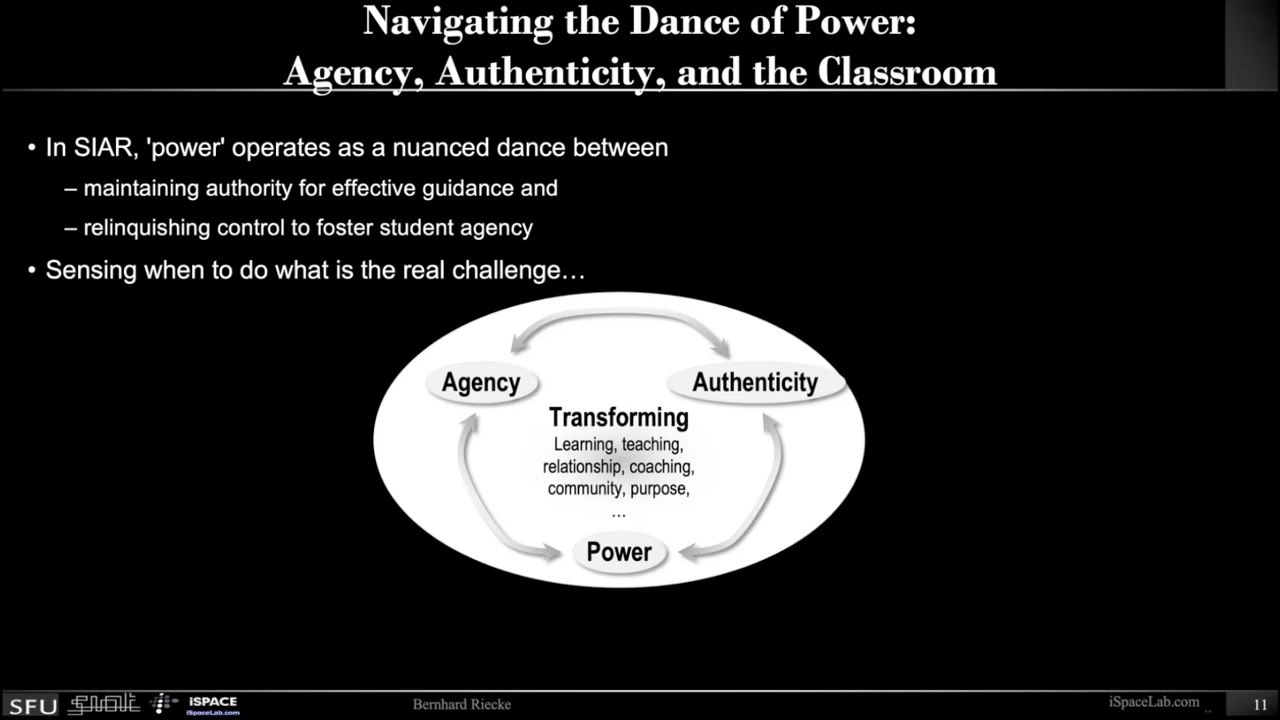 Navigating the Dance of Power:
Agency, Authenticity, and the Classroom
• In SIAR, 'power' operates as a nuanced dance between
– maintaining authority for effective guidance and
– relinquishing control to foster student agency
• Sensing when to do what is the real challenge…
Agency
Authenticity
Transforming
Learning, teaching,
relationship, coaching,
community, purpose,
…
Power
SFU
iSPACE
iSpaceLab.com
Bernhard Riecke
iSpaceLab.com
11